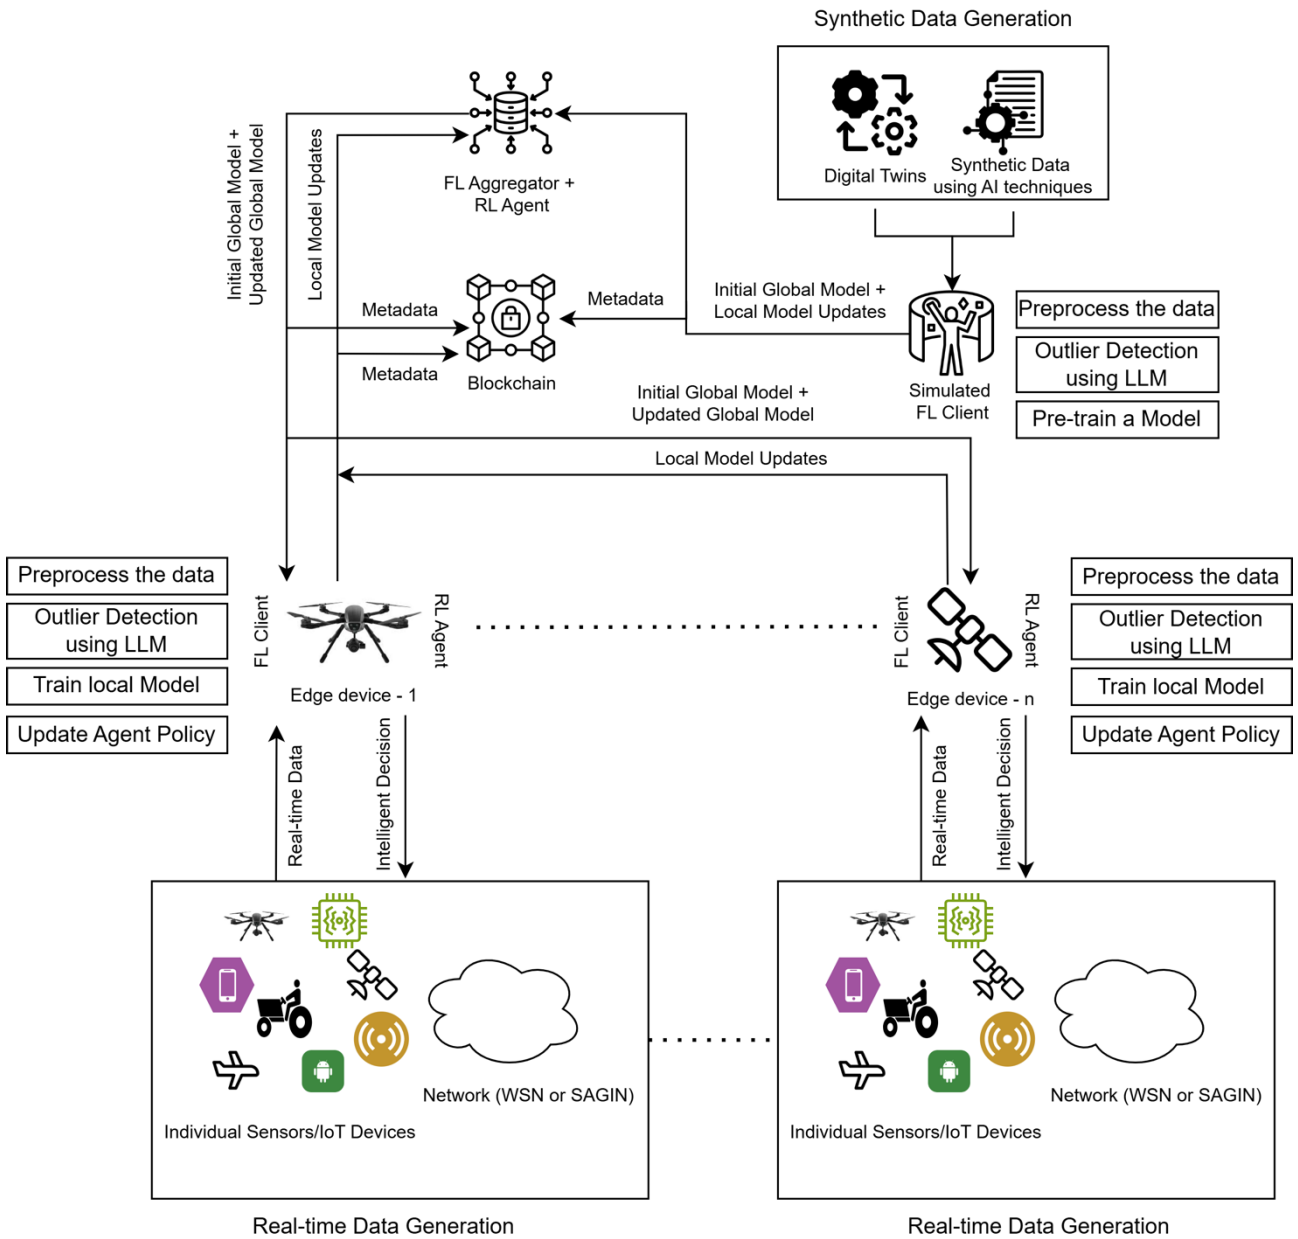 Synthetic Data Generation
Digital Twins
Synthetic Data
using AI techniques
FL Aggregator +
RL Agent
Initial Global Model +
Updated Global Model
Local Model Updates
Metadata
Metadata
Blockchain
Metadata
Initial Global Model +
Local Model Updates
Simulated
FL Client
Preprocess the data
Outlier Detection
using LLM
Pre-train a Model
Initial Global Model +
Updated Global Model
Local Model Updates
Preprocess the data
Outlier Detection
using LLM
Train local Model
Update Agent Policy
FL Client
RL Agent
Edge device - 1
FL Client
RL Agent
Edge device - n
Preprocess the data
Outlier Detection
using LLM
Train local Model
Update Agent Policy
Real-time Data
Intelligent Decision
Real-time Data
Intelligent Decision
Network (WSN or SAGIN)
Individual Sensors/IoT Devices
Real-time Data Generation
Network (WSN or SAGIN)
Individual Sensors/IoT Devices
Real-time Data Generation